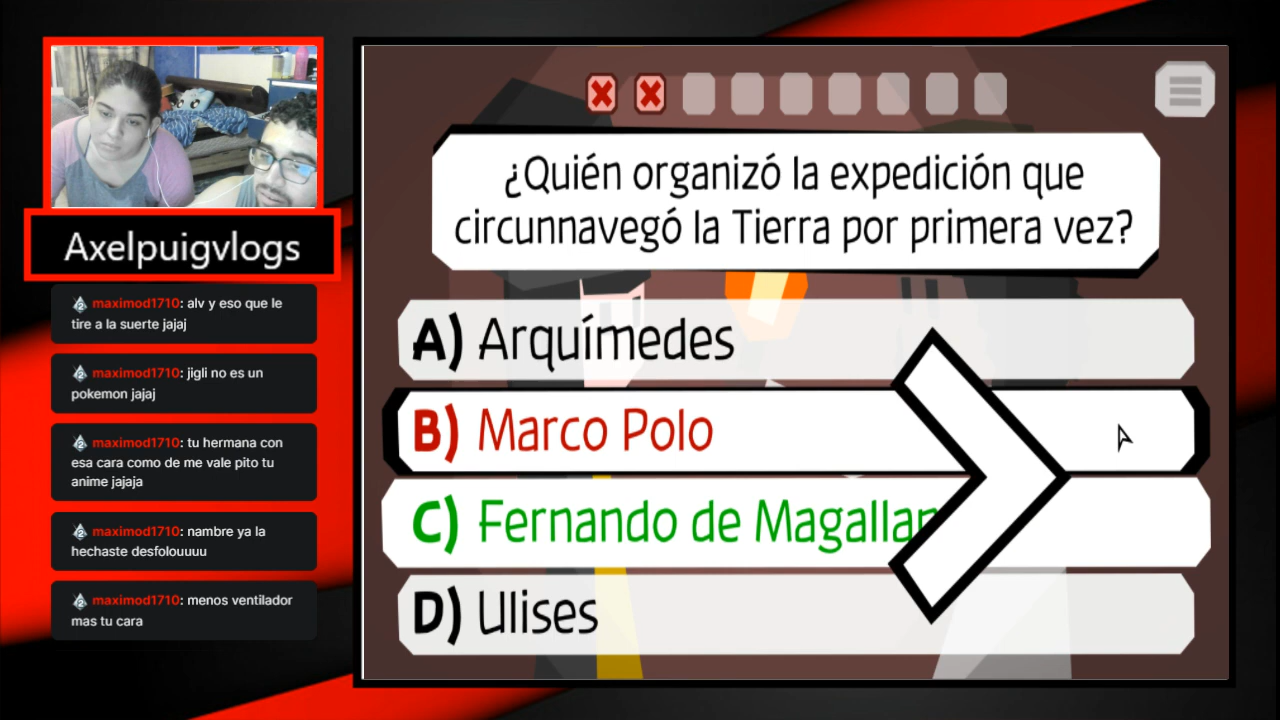 Axelpuigvlogs
maximod1710: alv y eso que le
tire a la suerte jajaj
maximod1710: jigli no es un
pokemon jajaj
maximod1710: tu hermana con
esa cara como de me vale pito tu
anime jajaja
maximod1710: nambre ya la
hechaste desfolouuuu
maximod1710: menos ventilador
mas tu cara
¿Quién organizó la expedición que
circunnavegó la Tierra por primera vez?
A) Arquímedes
B) Marco Polo
C) Fernando de Magallan
D) Ulises